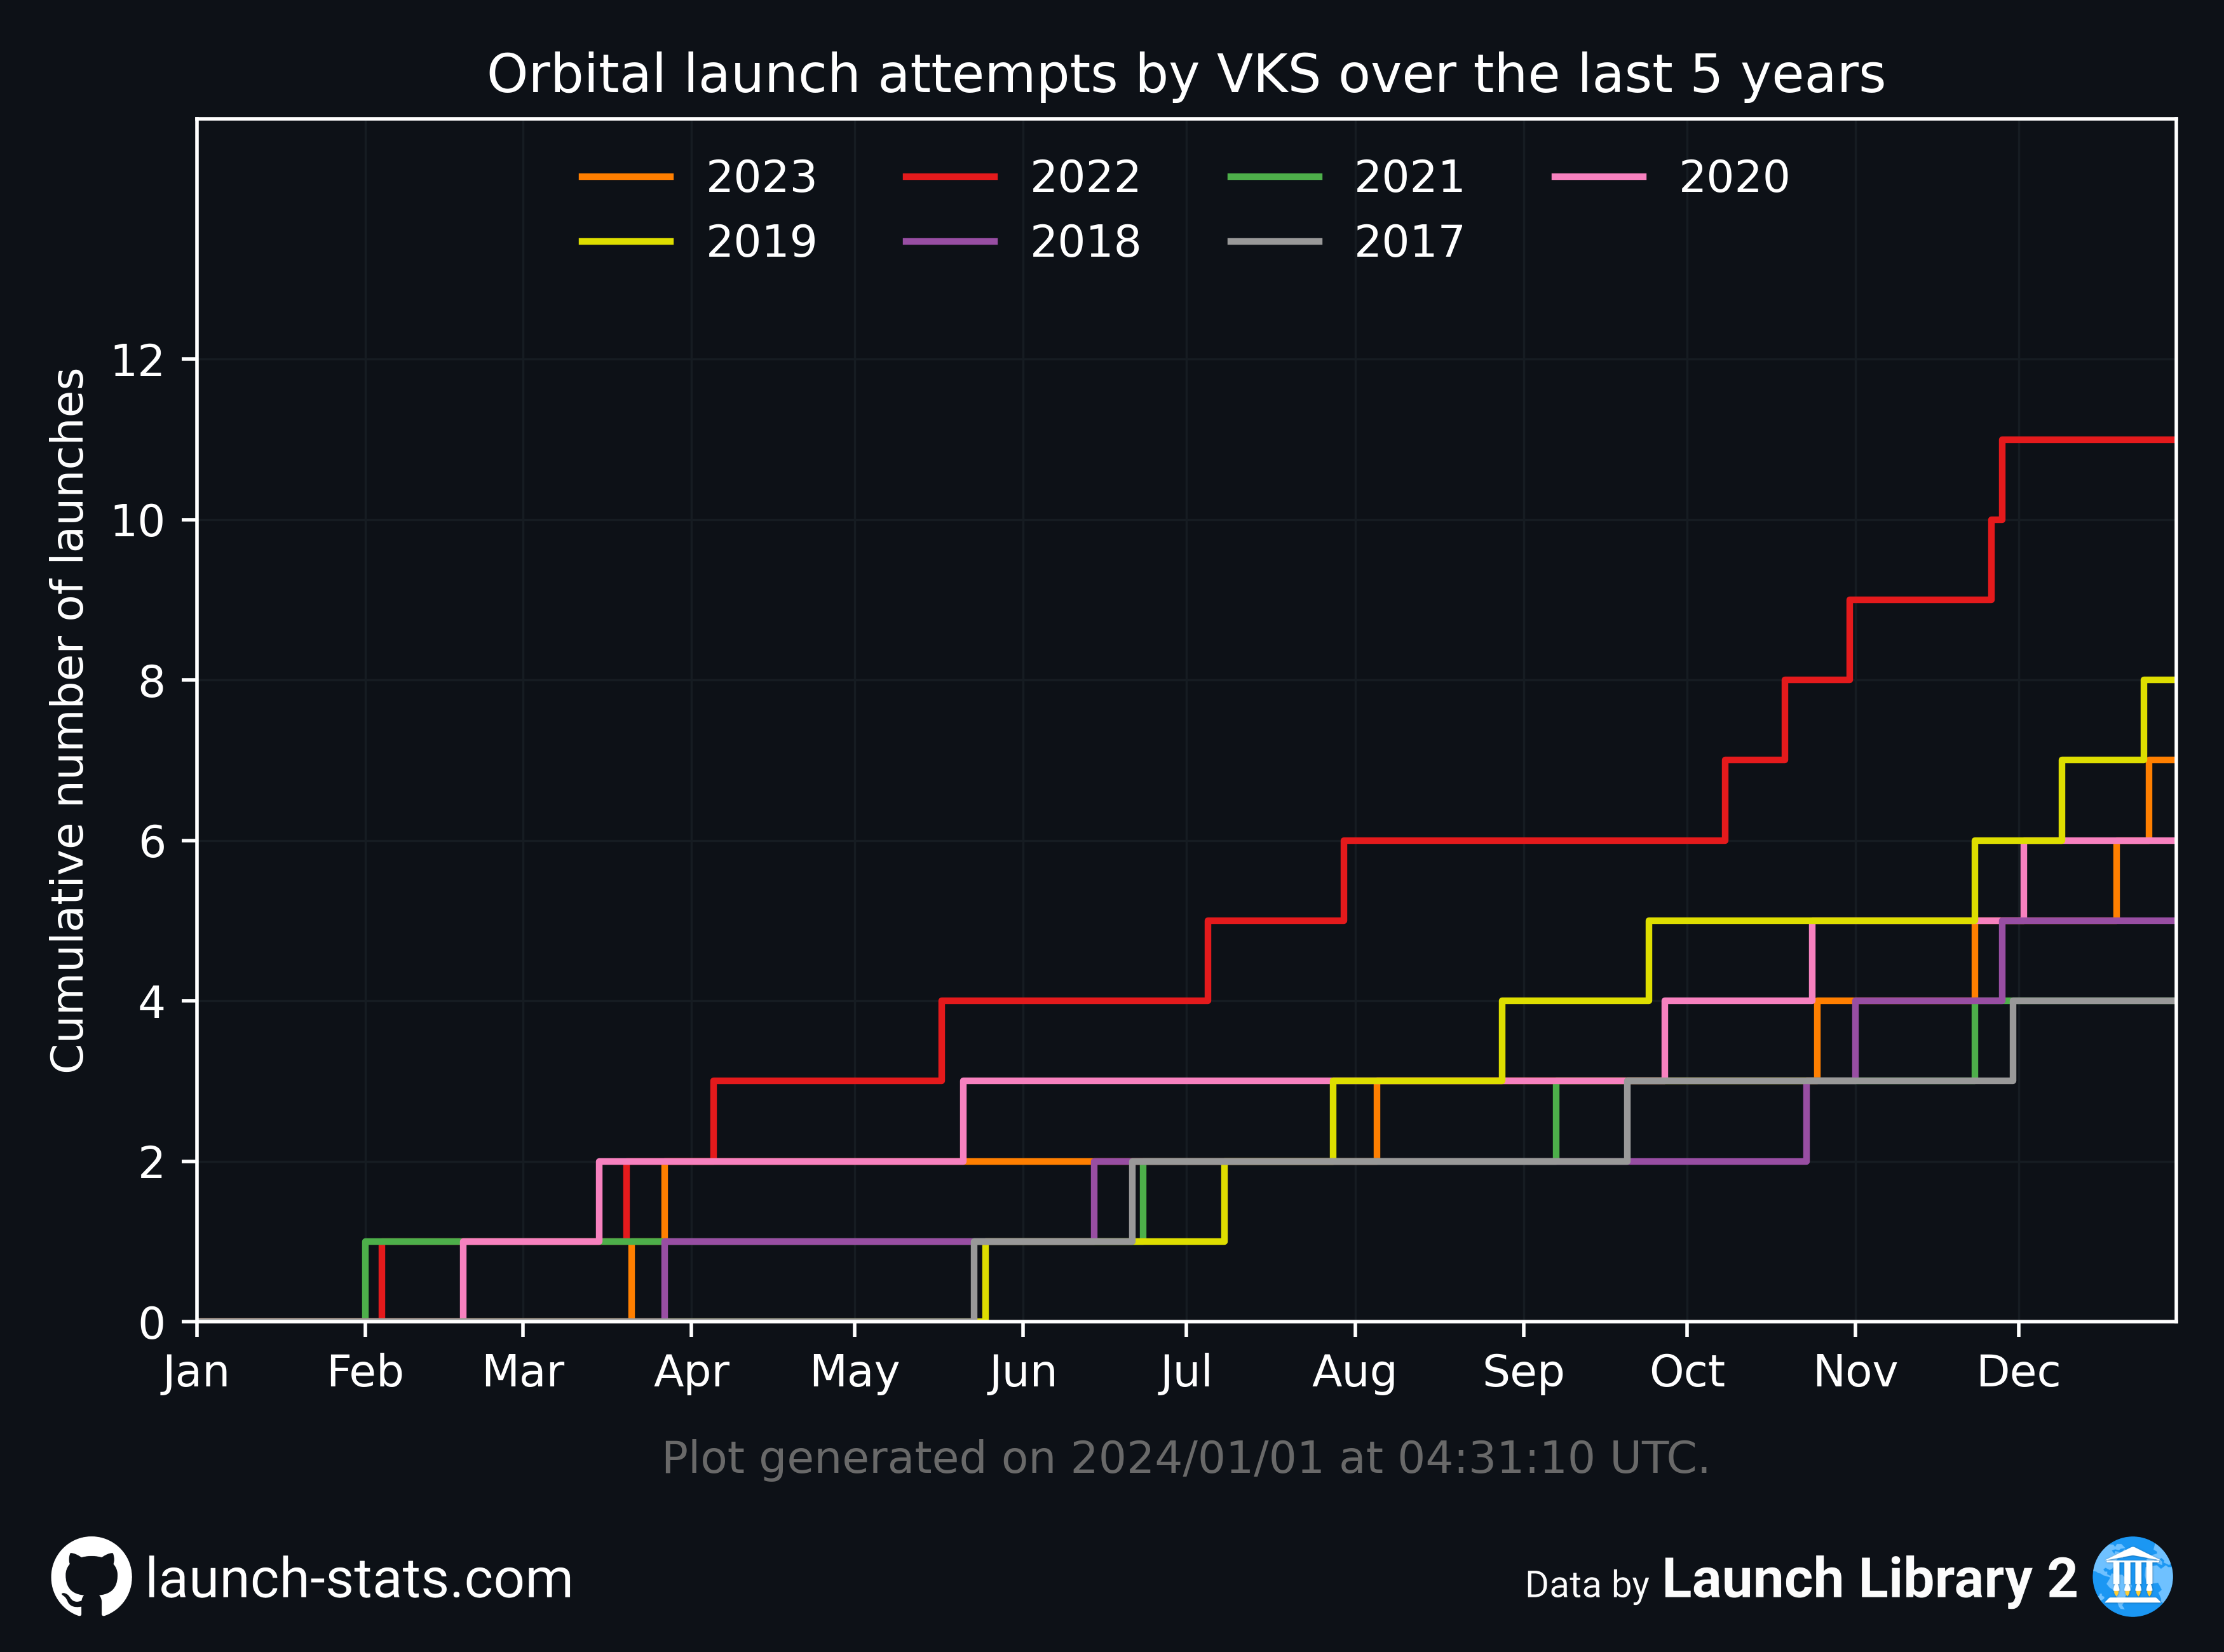 Orbital launch attempts by VKS over the last 5 years
2023 2022 2021 2020
2019 2018 2017
Cumulative number of launches
12
10
8
6
4
2
0
Jan Feb Mar Apr May Jun Jul Aug Sep Oct Nov Dec
Plot generated on 2024/01/01 at 04:31:10 UTC.
launch-stats.com
Data by Launch Library 2